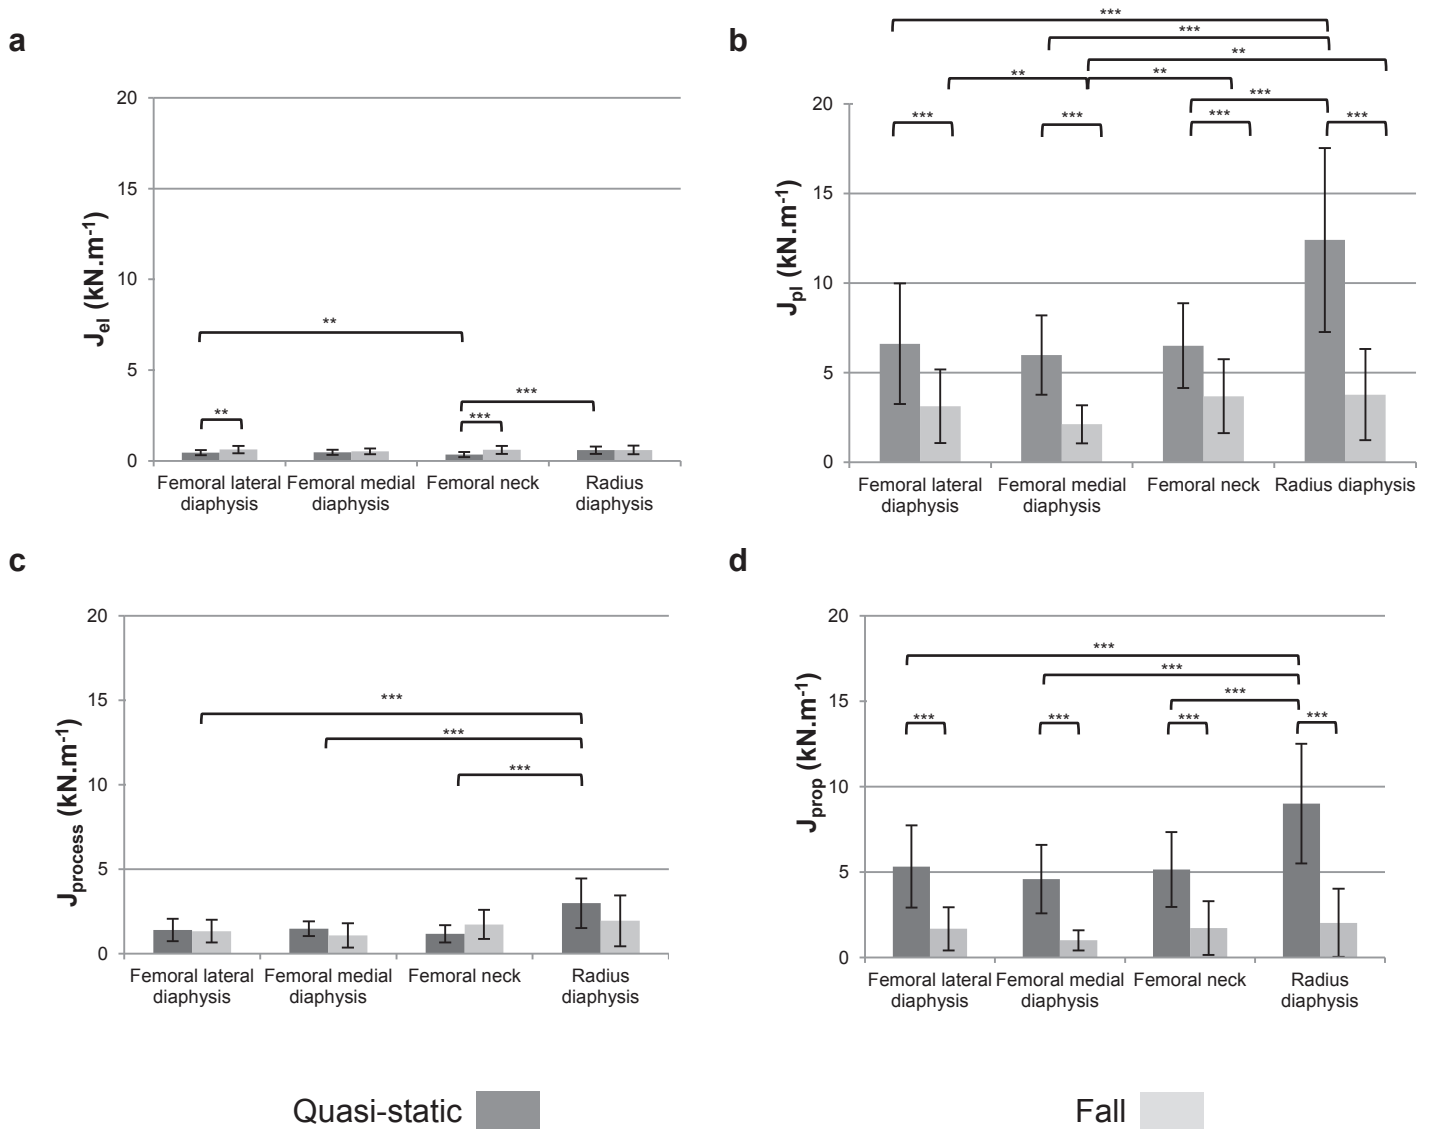 a
20
15
10
5
0
J_el (kN.m⁻¹)
**
***
**
***
Femoral lateral diaphysis
Femoral medial diaphysis
Femoral neck
Radius diaphysis
b
***
***
**
**
**
***
***
***
***
***
20
15
10
5
0
J_pl (kN.m⁻¹)
Femoral lateral diaphysis
Femoral medial diaphysis
Femoral neck
Radius diaphysis
c
20
15
10
5
0
J_process (kN.m⁻¹)
***
***
***
Femoral lateral diaphysis
Femoral medial diaphysis
Femoral neck
Radius diaphysis
d
20
15
10
5
0
J_prop (kN.m⁻¹)
***
***
***
***
***
***
***
Femoral lateral diaphysis
Femoral medial diaphysis
Femoral neck
Radius diaphysis
Quasi-static
Fall